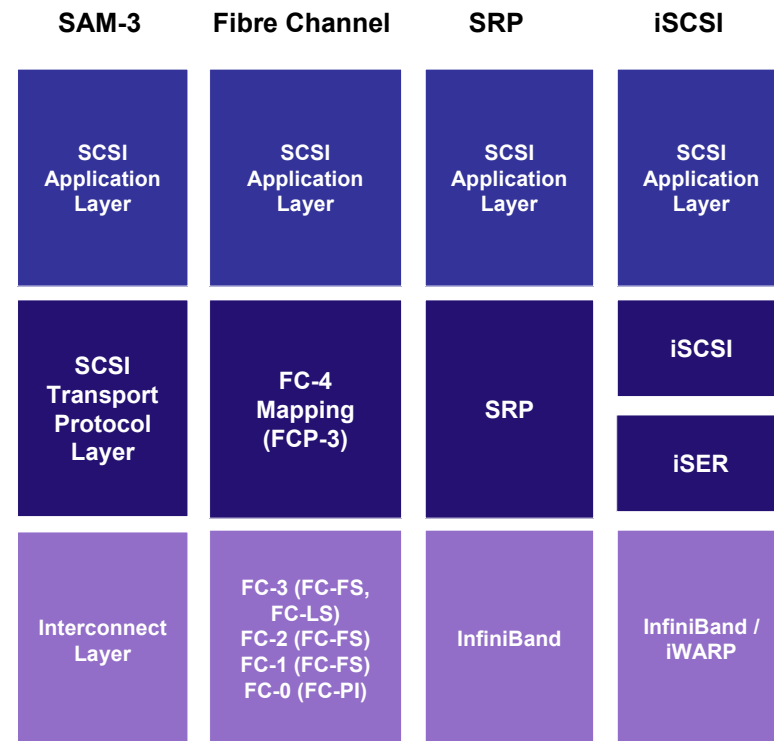 SAM-3
Fibre Channel
SRP
iSCSI
SCSI
Application
Layer
SCSI
Application
Layer
SCSI
Application
Layer
SCSI
Application
Layer
SCSI
Transport
Protocol
Layer
FC-4
Mapping
(FCP-3)
SRP
iSCSI
iSER
Interconnect
Layer
FC-3 (FC-FS,
FC-LS)
FC-2 (FC-FS)
FC-1 (FC-FS)
FC-0 (FC-PI)
InfiniBand
InfiniBand /
iWARP